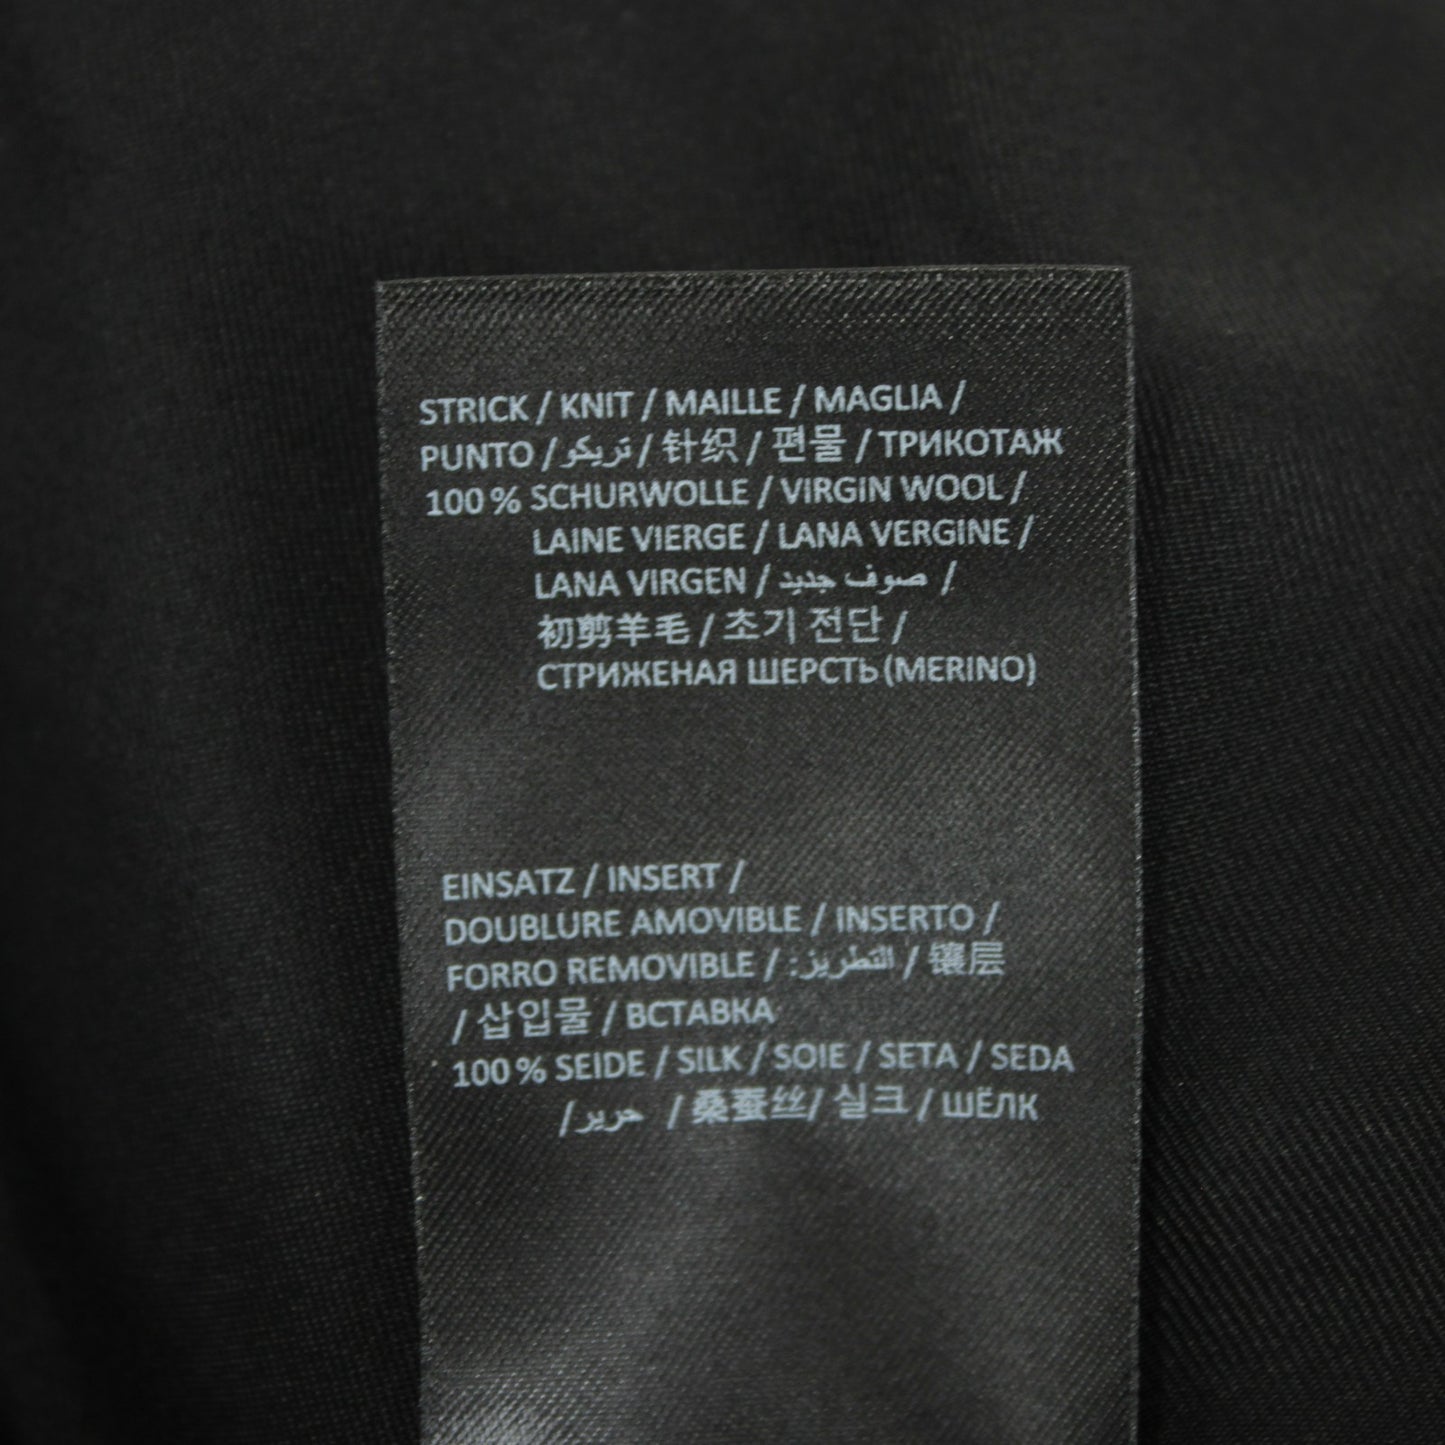 STRICK / KNIT / MAILLE / MAGLIA /
PUNTO / تريكو / 针织 / 편물 / ТРИКОТАЖ
100 % SCHURWOLLE / VIRGIN WOOL /
LAINE VIERGE / LANA VERGINE /
LANA VIRGEN / صوف جديد /
初剪羊毛 / 초기 전단 /
СТРИЖЕНАЯ ШЕРСТЬ (MERINO)
EINSATZ / INSERT /
DOUBLURE AMOVIBLE / INSERTO /
FORRO REMOVIBLE / التطريز: / 镶层
/ 삽입물 / ВСТАВКА
100 % SEIDE / SILK / SOIE / SETA / SEDA
/ حرير / 桑蚕丝/ 실크 / ШЁЛК